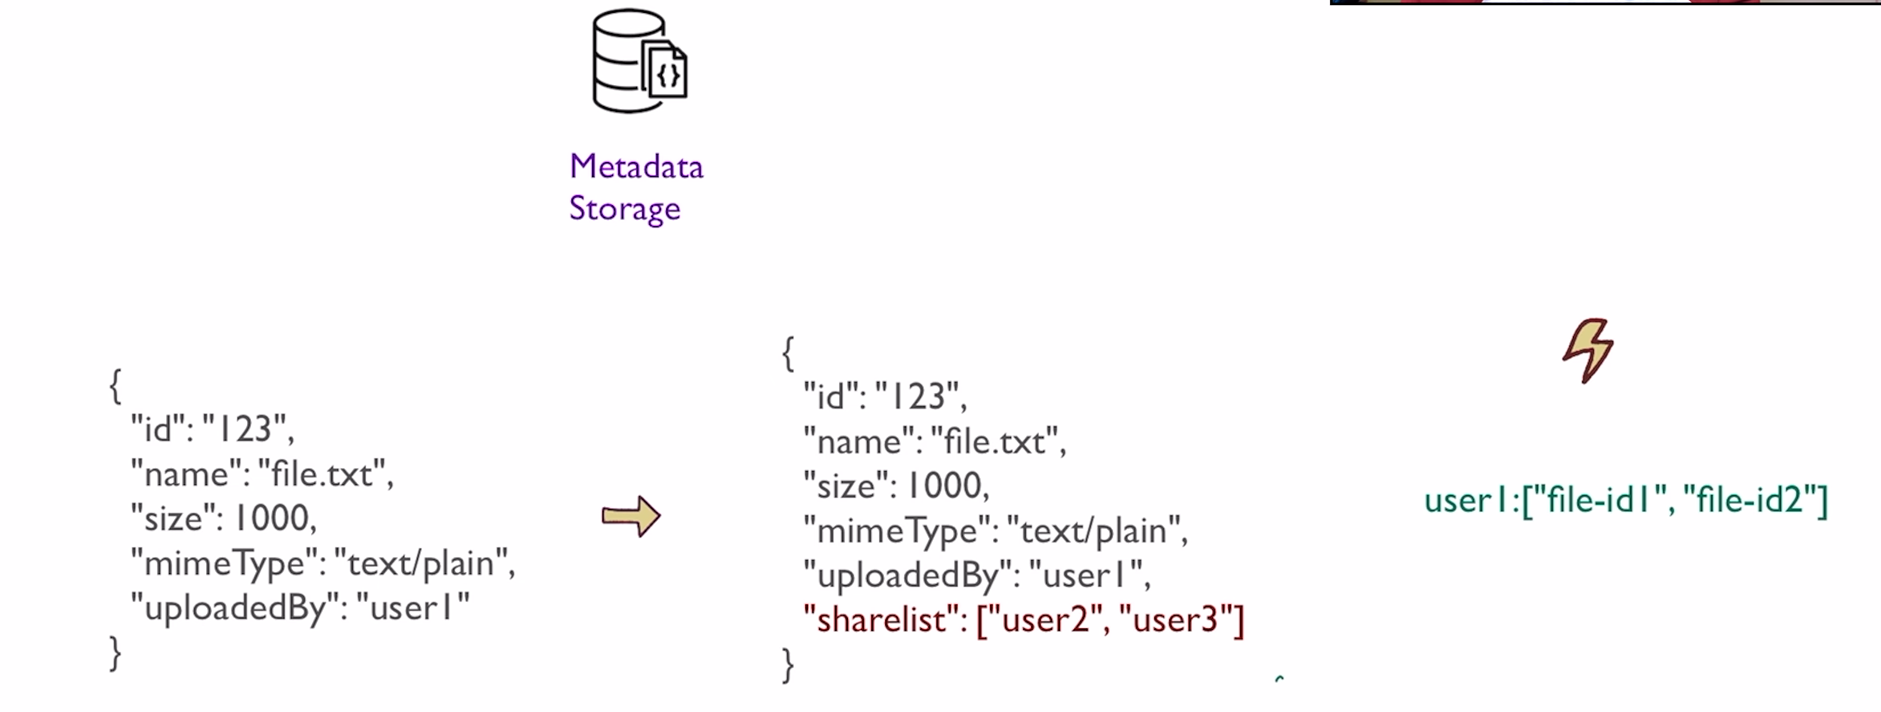 {}
Metadata
Storage
{
"id": "123",
"name": "file.txt",
"size": 1000,
"mimeType": "text/plain",
"uploadedBy": "user1"
}
{
"id": "123",
"name": "file.txt",
"size": 1000,
"mimeType": "text/plain",
"uploadedBy": "user1",
"sharelist": ["user2", "user3"]
}
user1:["file-id1", "file-id2"]